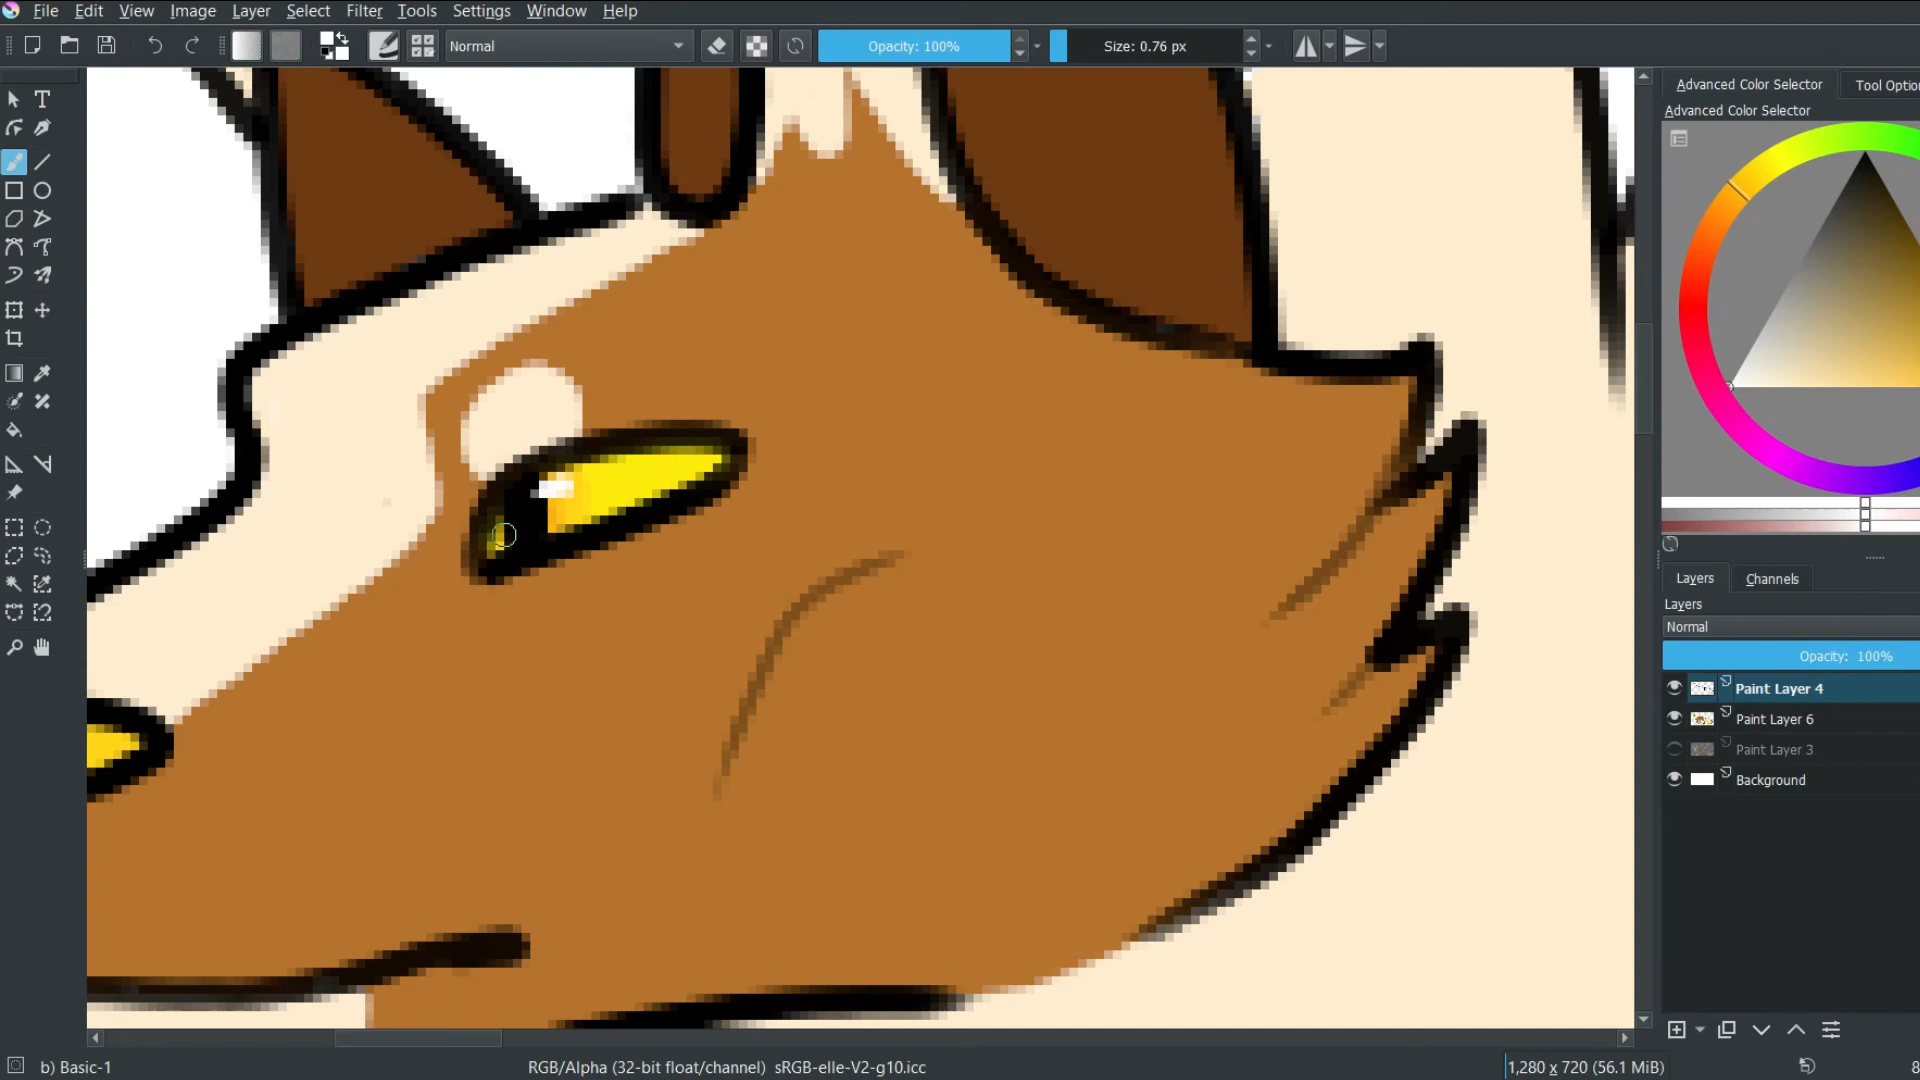 File Edit View Image Layer Select Filter Tools Settings Window Help
Normal Opacity: 100% Size: 0.76 px
Advanced Color Selector Tool Optio
Advanced Color Selector
Layers Channels
Layers
Normal
Opacity: 100%
Paint Layer 4
Paint Layer 6
Paint Layer 3
Background
b) Basic-1 RGB/Alpha (32-bit float/channel) sRGB-elle-V2-g10.icc 1,280 x 720 (56.1 MiB) 8